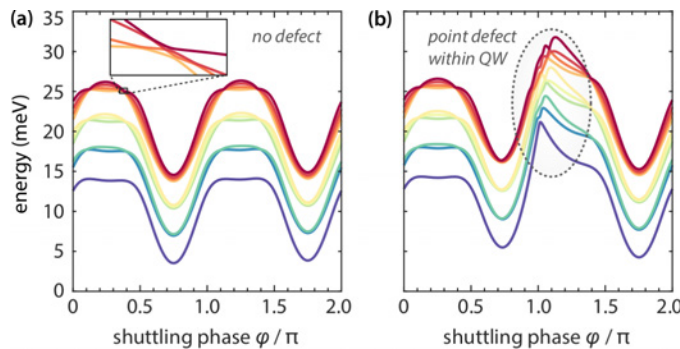 (a)
no defect
35
30
25
20
15
10
5
0
energy (meV)
0 0.5 1.0 1.5 2.0
shuttling phase φ / π
(b)
point defect
within QW
0 0.5 1.0 1.5 2.0
shuttling phase φ / π